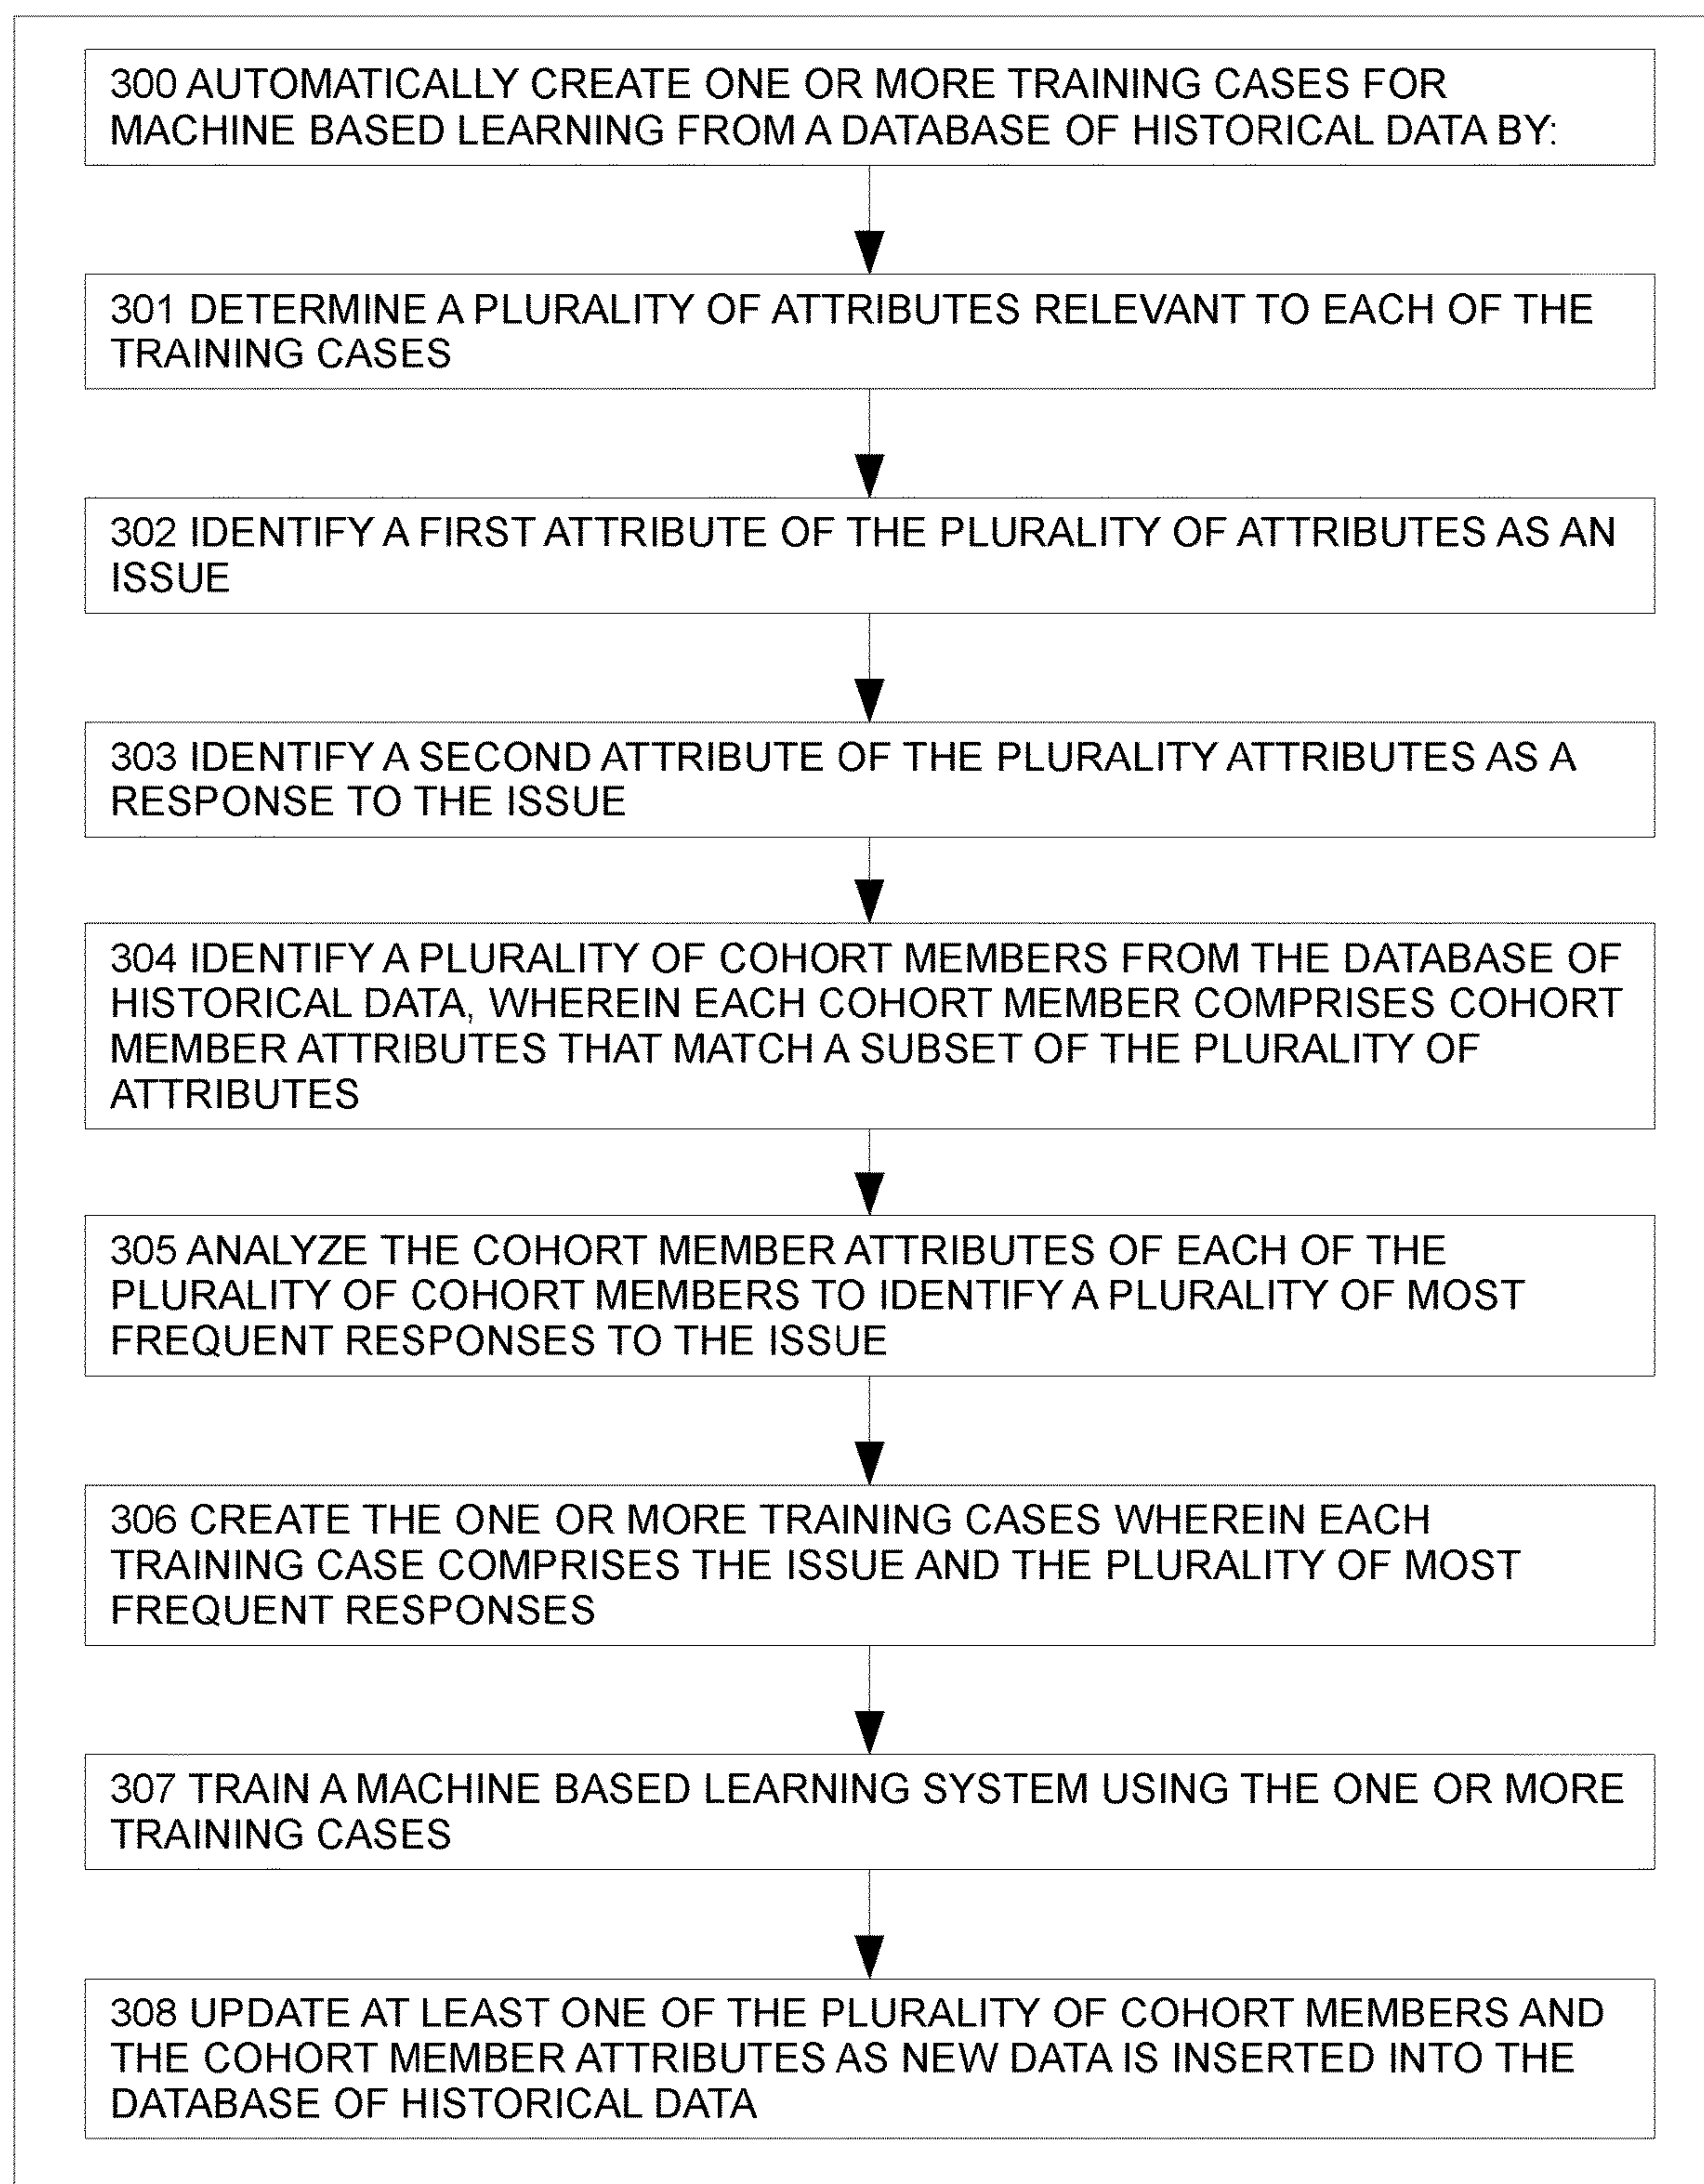 300 AUTOMATICALLY CREATE ONE OR MORE TRAINING CASES FOR
MACHINE BASED LEARNING FROM A DATABASE OF HISTORICAL DATA BY:
301 DETERMINE A PLURALITY OF ATTRIBUTES RELEVANT TO EACH OF THE
TRAINING CASES
302 IDENTIFY A FIRST ATTRIBUTE OF THE PLURALITY OF ATTRIBUTES AS AN
ISSUE
303 IDENTIFY A SECOND ATTRIBUTE OF THE PLURALITY ATTRIBUTES AS A
RESPONSE TO THE ISSUE
304 IDENTIFY A PLURALITY OF COHORT MEMBERS FROM THE DATABASE OF
HISTORICAL DATA, WHEREIN EACH COHORT MEMBER COMPRISES COHORT
MEMBER ATTRIBUTES THAT MATCH A SUBSET OF THE PLURALITY OF
ATTRIBUTES
305 ANALYZE THE COHORT MEMBER ATTRIBUTES OF EACH OF THE
PLURALITY OF COHORT MEMBERS TO IDENTIFY A PLURALITY OF MOST
FREQUENT RESPONSES TO THE ISSUE
306 CREATE THE ONE OR MORE TRAINING CASES WHEREIN EACH
TRAINING CASE COMPRISES THE ISSUE AND THE PLURALITY OF MOST
FREQUENT RESPONSES
307 TRAIN A MACHINE BASED LEARNING SYSTEM USING THE ONE OR MORE
TRAINING CASES
308 UPDATE AT LEAST ONE OF THE PLURALITY OF COHORT MEMBERS AND
THE COHORT MEMBER ATTRIBUTES AS NEW DATA IS INSERTED INTO THE
DATABASE OF HISTORICAL DATA